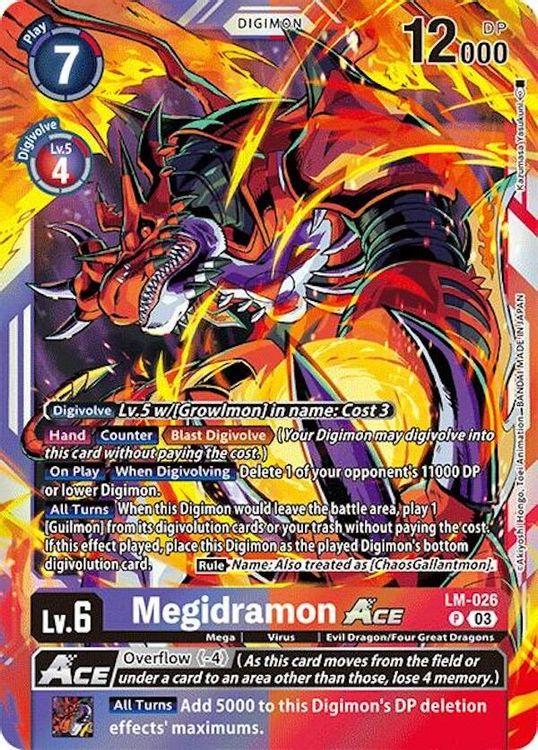 DIGIMON
Play
7
DP
12000
Digivolve
Lv.5
4
Kazumasa Yasukuni
©Akiyoshi Hongo, Toei Animation
BANDAI MADE IN JAPAN
Digivolve Lv.5 w/[Growlmon] in name: Cost 3
Hand Counter Blast Digivolve (Your Digimon may digivolve into
this card without paying the cost.)
On Play When Digivolving Delete 1 of your opponent's 11000 DP
or lower Digimon.
All Turns When this Digimon would leave the battle area, play 1
[Guilmon] from its digivolution cards or your trash without paying the cost.
If this effect played, place this Digimon as the played Digimon's bottom
digivolution card.
Rule Name: Also treated as [ChaosGallantmon].
Lv.6
Megidramon ACE
LM-026
P 03
Mega | Virus | Evil Dragon/Four Great Dragons
ACE Overflow ⟨-4⟩ (As this card moves from the field or
under a card to an area other than those, lose 4 memory.)
All Turns Add 5000 to this Digimon's DP deletion
effects' maximums.